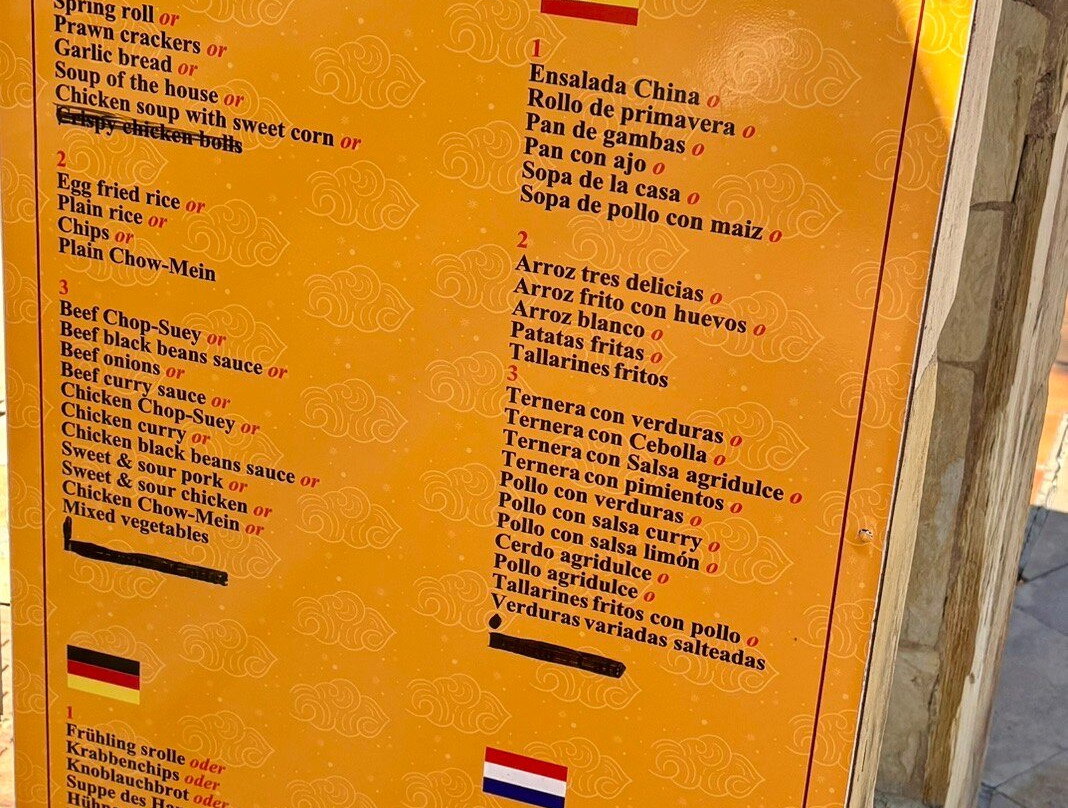 Spring roll or
Prawn crackers or
Garlic bread or
Soup of the house or
Chicken soup with sweet corn or
Crispy chicken bolls
2
Egg fried rice or
Plain rice or
Chips or
Plain Chow-Mein
3
Beef Chop-Suey or
Beef black beans sauce or
Beef onions or
Beef curry sauce or
Chicken Chop-Suey or
Chicken curry or
Chicken black beans sauce or
Sweet & sour pork or
Sweet & sour chicken or
Chicken Chow-Mein or
Mixed vegetables
1
Frühling srolle oder
Krabbenchips oder
Knoblauchbrot oder
Suppe des
1
Ensalada China o
Rollo de primavera o
Pan de gambas o
Pan con ajo o
Sopa de la casa o
Sopa de pollo con maiz o
2
Arroz tres delicias o
Arroz frito con huevos o
Arroz blanco o
Patatas fritas o
Tallarines fritos
3
Ternera con verduras o
Ternera con Cebolla o
Ternera con Salsa agridulce o
Ternera con pimientos o
Pollo con verduras o
Pollo con salsa curry o
Pollo con salsa limón o
Cerdo agridulce o
Pollo agridulce o
Tallarines fritos con pollo o
Verduras variadas salteadas